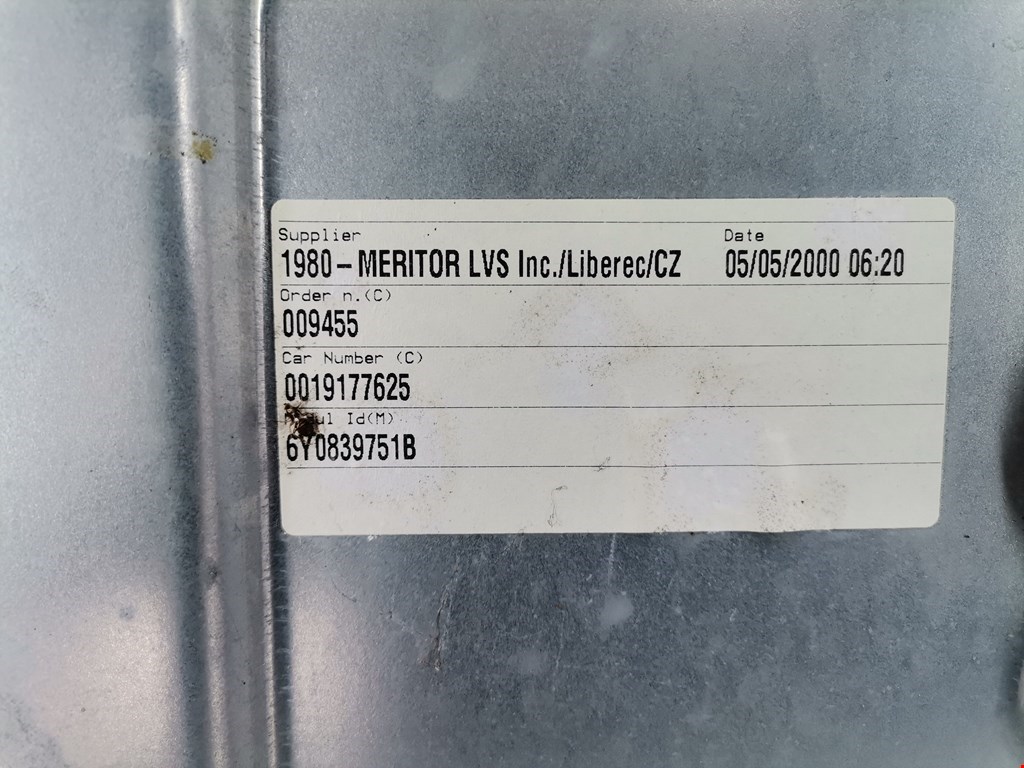 Supplier Date
1980 – MERITOR LVS Inc./Liberec/CZ 05/05/2000 06:20
Order n.(C)
009455
Car Number (C)
0019177625
Id(M)
6Y0839751B